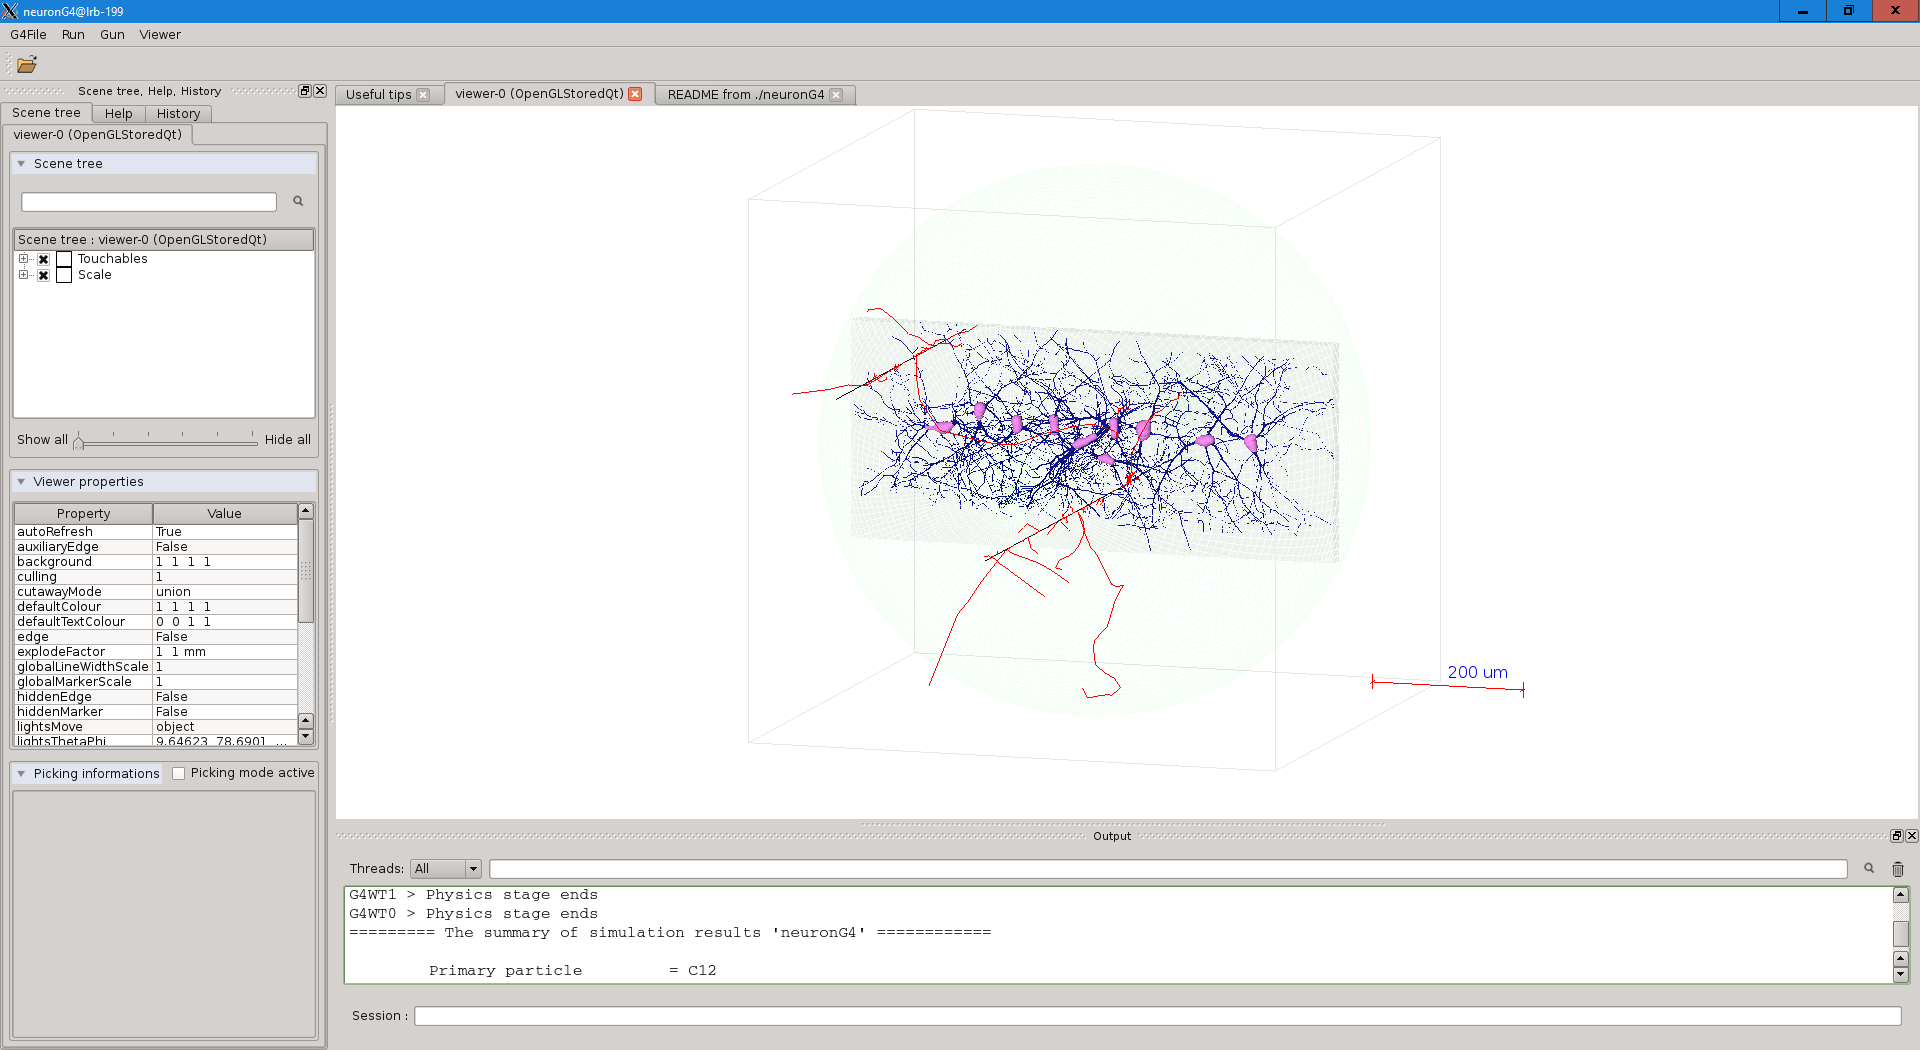 neuronG4@lrb-199
G4File Run Gun Viewer
Scene tree, Help, History
Scene tree Help History
viewer-0 (OpenGLStoredQt)
Scene tree
Scene tree : viewer-0 (OpenGLStoredQt)
Touchables
Scale
Show all Hide all
Viewer properties
Property Value
autoRefresh True
auxiliaryEdge False
background 1 1 1 1
culling 1
cutawayMode union
defaultColour 1 1 1 1
defaultTextColour 0 0 1 1
edge False
explodeFactor 1 1 mm
globalLineWidthScale 1
globalMarkerScale 1
hiddenEdge False
hiddenMarker False
lightsMove object
lightsThetaPhi 9.64623 78.6901 ...
Picking informations Picking mode active
Useful tips viewer-0 (OpenGLStoredQt) README from ./neuronG4
200 um
Output
Threads: All
G4WT1 > Physics stage ends
G4WT0 > Physics stage ends
========= The summary of simulation results 'neuronG4' ============
Primary particle = C12
Session :